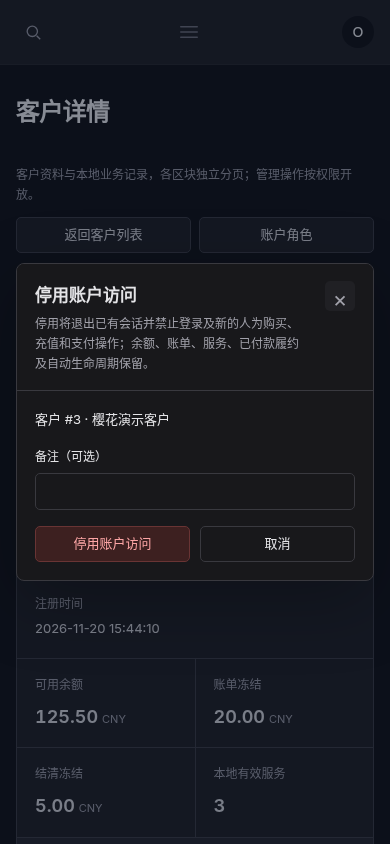 O
客户详情
客户资料与本地业务记录，各区块独立分页；管理操作按权限开
放。
返回客户列表
账户角色
停用账户访问
停用将退出已有会话并禁止登录及新的人为购买、
充值和支付操作；余额、账单、服务、已付款履约
及自动生命周期保留。
客户 #3 · 樱花演示客户
备注（可选）
停用账户访问
取消
注册时间
2026-11-20 15:44:10
可用余额
账单冻结
125.50 CNY
20.00 CNY
结清冻结
本地有效服务
5.00 CNY
3